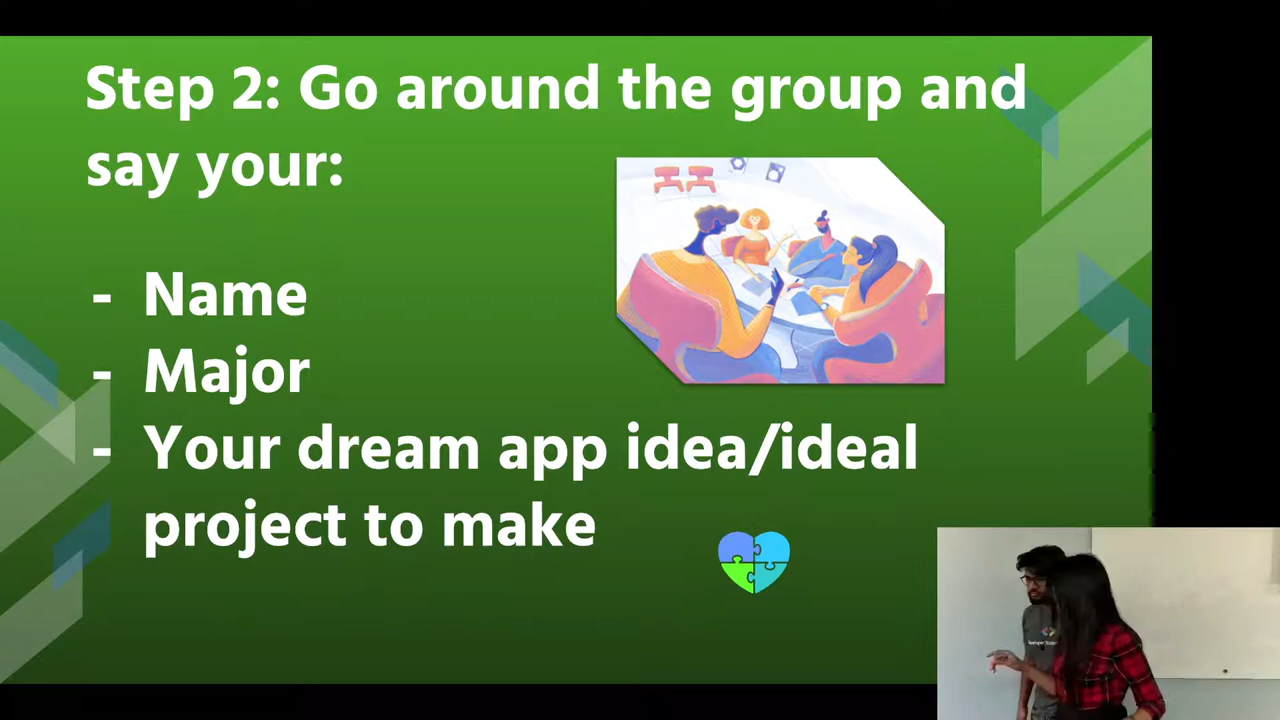 Step 2: Go around the group and
say your:
- Name
- Major
- Your dream app idea/ideal
project to make